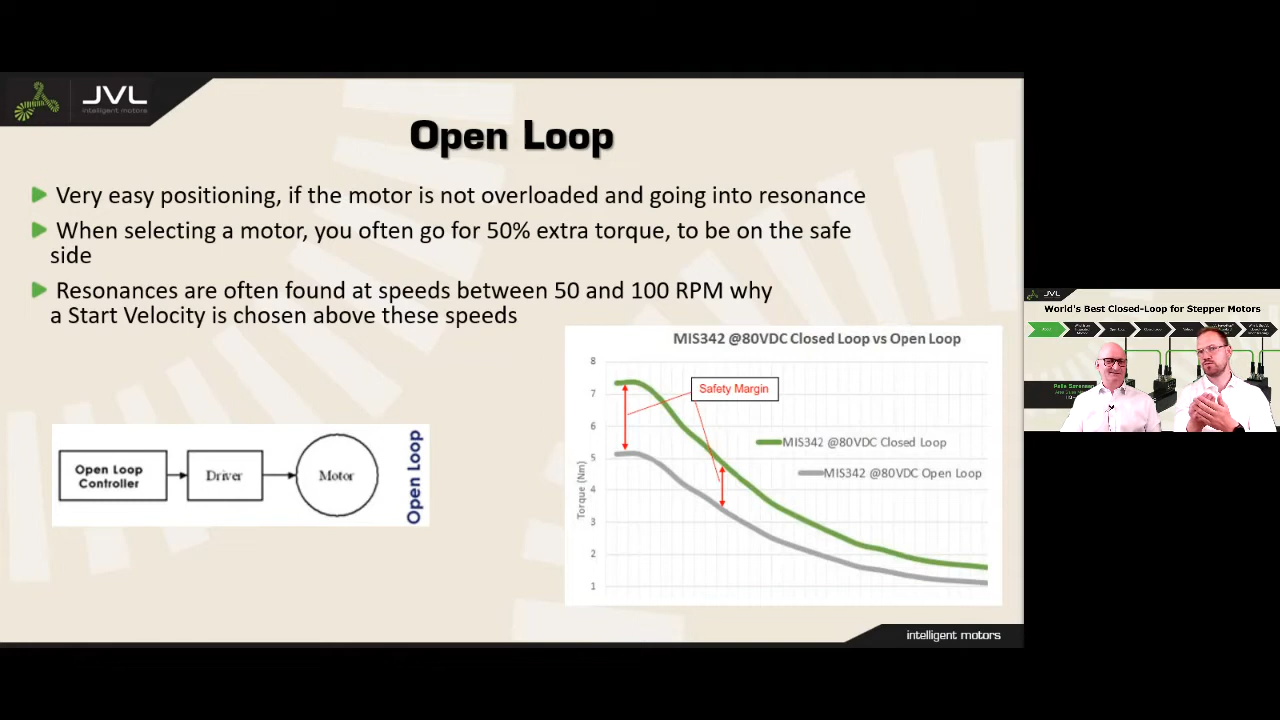 JVL
intelligent motors
Open Loop
Very easy positioning, if the motor is not overloaded and going into resonance
When selecting a motor, you often go for 50% extra torque, to be on the safe
side
Resonances are often found at speeds between 50 and 100 RPM why
a Start Velocity is chosen above these speeds
Open Loop
Controller
Driver
Motor
Open Loop
MIS342 @80VDC Closed Loop vs Open Loop
8
7
6
5
4
3
2
1
Torque (Nm)
Safety Margin
MIS342 @80VDC Closed Loop
MIS342 @80VDC Open Loop
intelligent motors
JVL
World's Best Closed-Loop for Stepper Motors